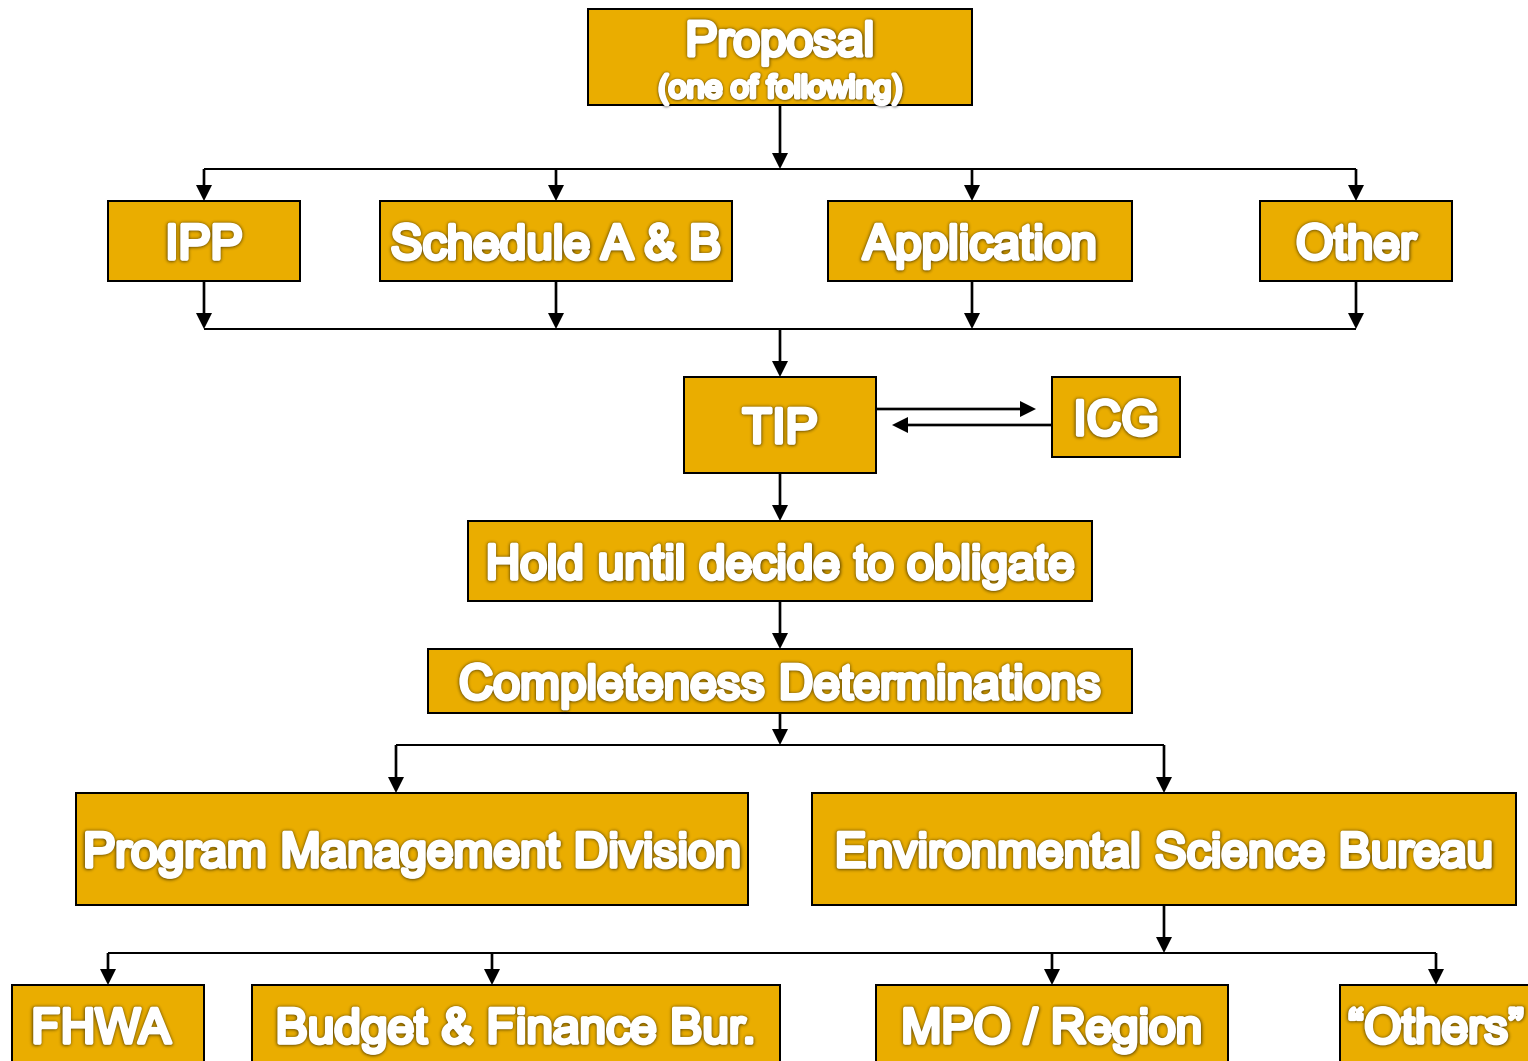 Proposal
(one of following)
IPP
Schedule A & B
Application
Other
TIP
ICG
Hold until decide to obligate
Completeness Determinations
Program Management Division
Environmental Science Bureau
FHWA
Budget & Finance Bur.
MPO / Region
“Others”